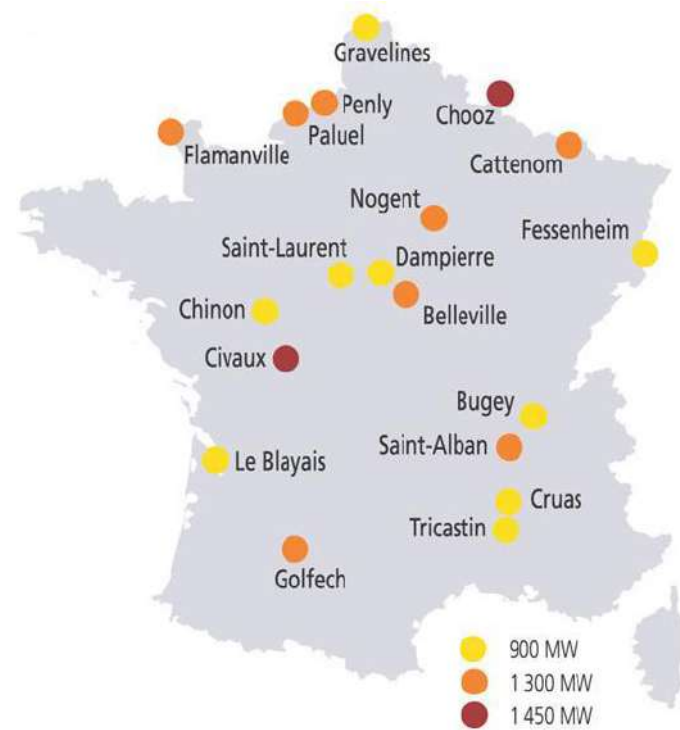 Gravelines
Penly
Chooz
Paluel
Flamanville
Cattenom
Nogent
Fessenheim
Saint-Laurent
Dampierre
Chinon
Belleville
Civaux
Bugey
Saint-Alban
Le Blayais
Cruas
Tricastin
Golfech
900 MW
1 300 MW
1 450 MW